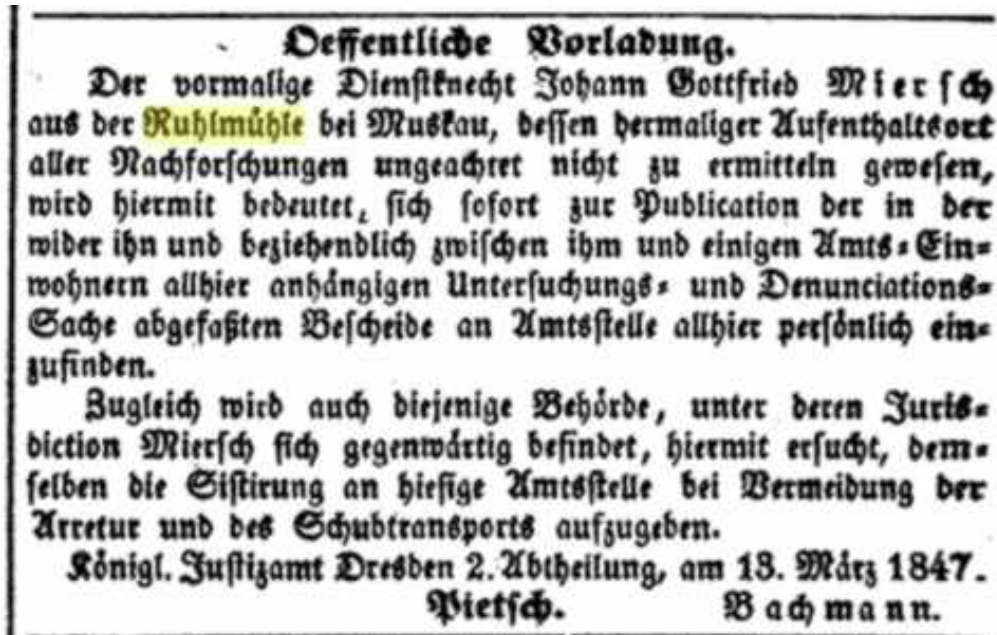 Oeffentliche Vorladung.
Der vormalige Dienstknecht Johann Gottfried Miersch
aus der Ruhlmühle bei Muskau, dessen dermaliger Aufenthaltsort
aller Nachforschungen ungeachtet nicht zu ermitteln gewesen,
wird hiermit bedeutet, sich sofort zur Publication der in der
wider ihn und beziehendlich zwischen ihm und einigen Amts-Ein-
wohnern allhier anhängigen Untersuchungs- und Denunciations-
Sache abgefaßten Bescheide an Amtsstelle allhier persönlich ein-
zufinden.
Zugleich wird auch diejenige Behörde, unter deren Juris-
diction Miersch sich gegenwärtig befindet, hiermit ersucht, dem-
selben die Sistirung an hiesige Amtsstelle bei Vermeidung der
Arretur und des Schubtransports aufzugeben.
Königl. Justizamt Dresden 2. Abtheilung, am 13. März 1847.
Pietsch. Bachmann.